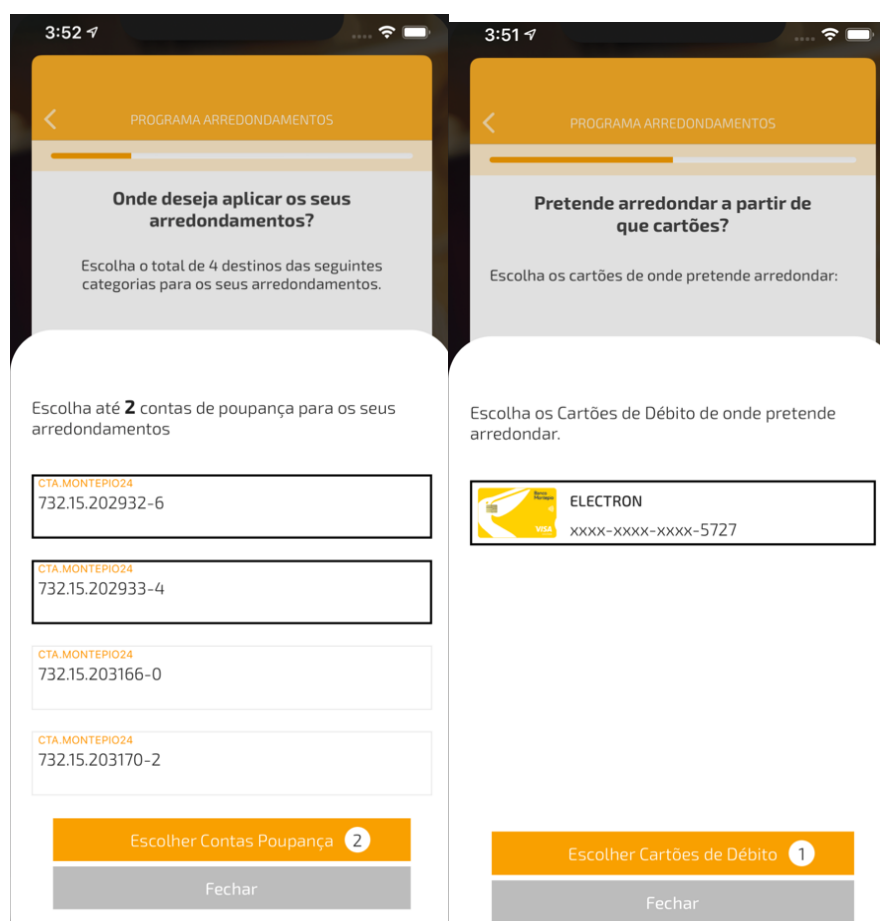 3:52
PROGRAMA ARREDONDAMENTOS
Onde deseja aplicar os seus
arredondamentos?
Escolha o total de 4 destinos das seguintes
categorias para os seus arredondamentos.
Escolha até 2 contas de poupança para os seus
arredondamentos
CTA.MONTEPIO24
732.15.202932-6
CTA.MONTEPIO24
732.15.202933-4
CTA.MONTEPIO24
732.15.203166-0
CTA.MONTEPIO24
732.15.203170-2
Escolher Contas Poupança 2
Fechar
3:51
PROGRAMA ARREDONDAMENTOS
Pretende arredondar a partir de
que cartões?
Escolha os cartões de onde pretende arredondar:
Escolha os Cartões de Débito de onde pretende
arredondar.
VISA
ELECTRON
xxxx-xxxx-xxxx-5727
Escolher Cartões de Débito 1
Fechar